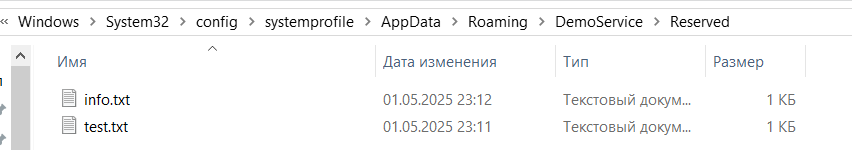 « Windows > System32 > config > systemprofile > AppData > Roaming > DemoService > Reserved
Имя Дата изменения Тип Размер
info.txt 01.05.2025 23:12 Текстовый докум... 1 КБ
test.txt 01.05.2025 23:11 Текстовый докум... 1 КБ